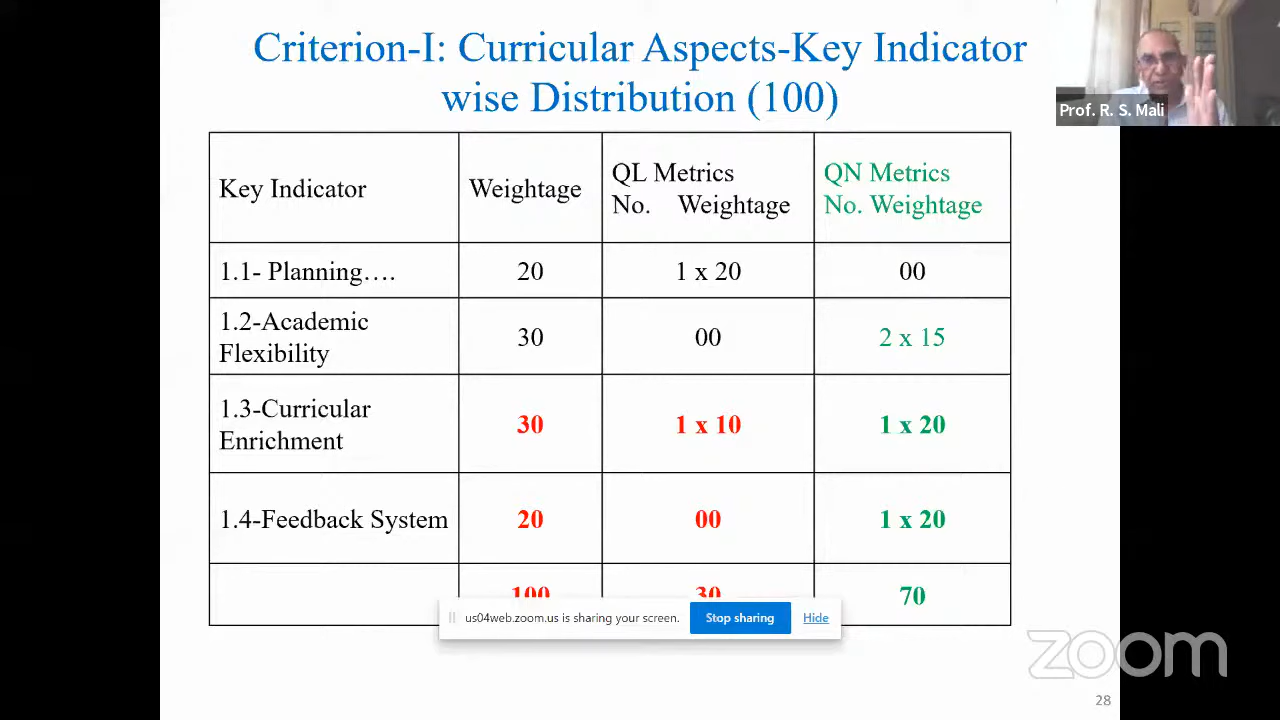 Criterion-I: Curricular Aspects-Key Indicator
wise Distribution (100)
Prof. R. S. Mali
Key Indicator
Weightage
QL Metrics
No. Weightage
QN Metrics
No. Weightage
1.1- Planning….
20
1 x 20
00
1.2-Academic
Flexibility
30
00
2 x 15
1.3-Curricular
Enrichment
30
1 x 10
1 x 20
1.4-Feedback System
20
00
1 x 20
100
30
70
us04web.zoom.us is sharing your screen.
Stop sharing
Hide
zoom
28